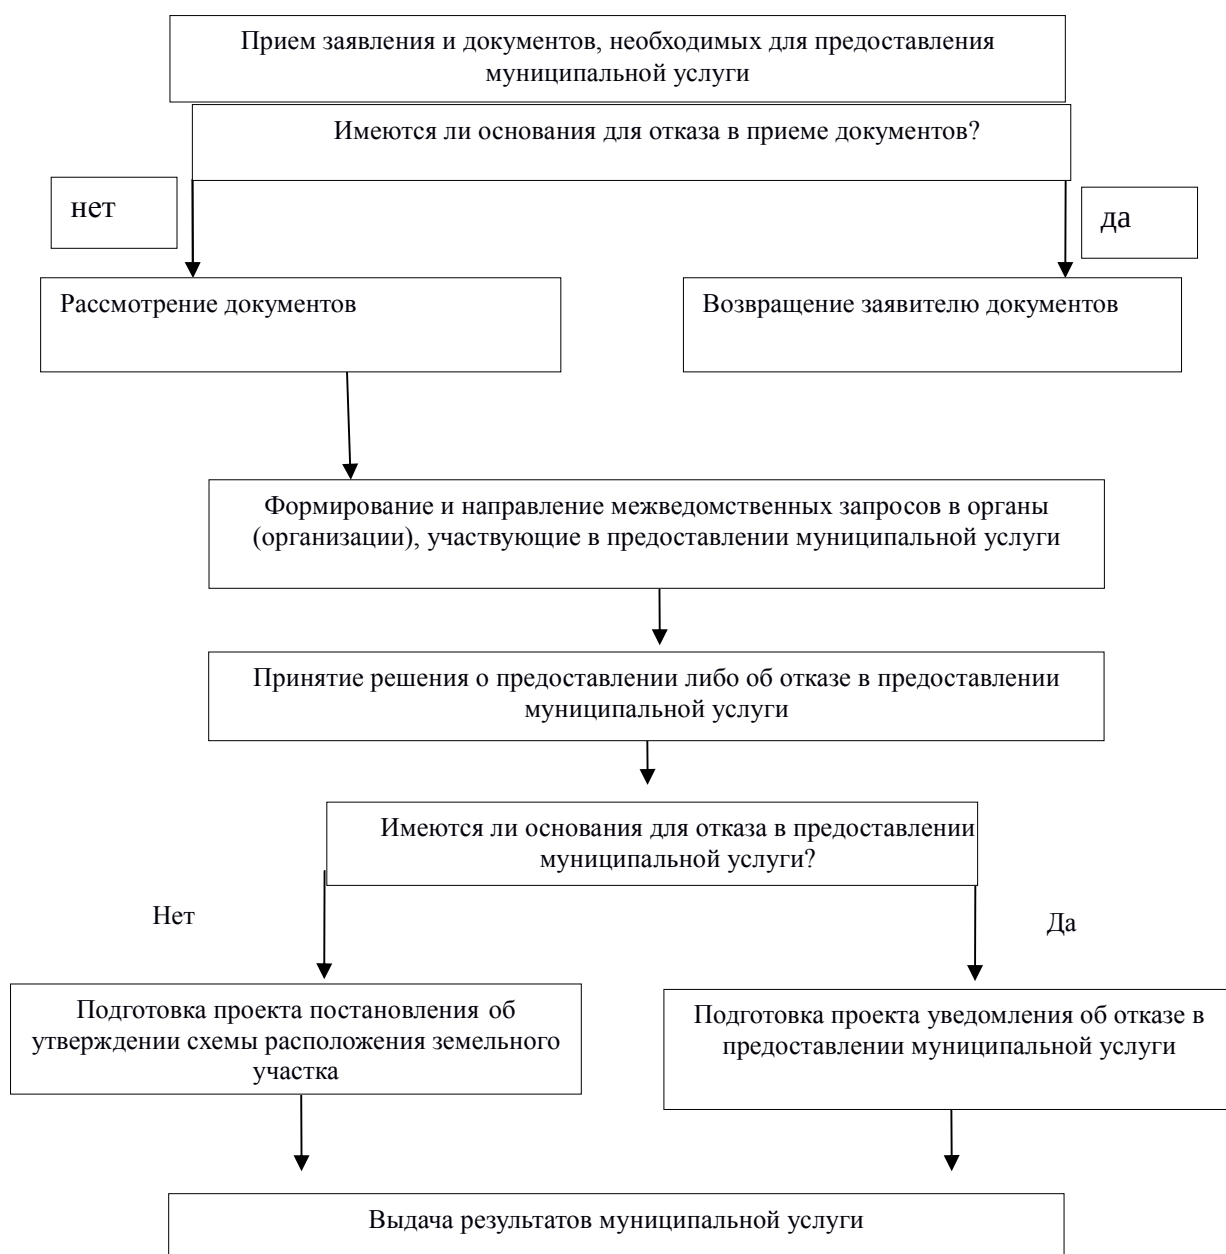 Прием заявления и документов, необходимых для предоставления
муниципальной услуги
Имеются ли основания для отказа в приеме документов?
нет
да
Рассмотрение документов
Возвращение заявителю документов
Формирование и направление межведомственных запросов в органы
(организации), участвующие в предоставлении муниципальной услуги
Принятие решения о предоставлении либо об отказе в предоставлении
муниципальной услуги
Имеются ли основания для отказа в предоставлении
муниципальной услуги?
Нет
Да
Подготовка проекта постановления об
утверждении схемы расположения земельного
участка
Подготовка проекта уведомления об отказе в
предоставлении муниципальной услуги
Выдача результатов муниципальной услуги